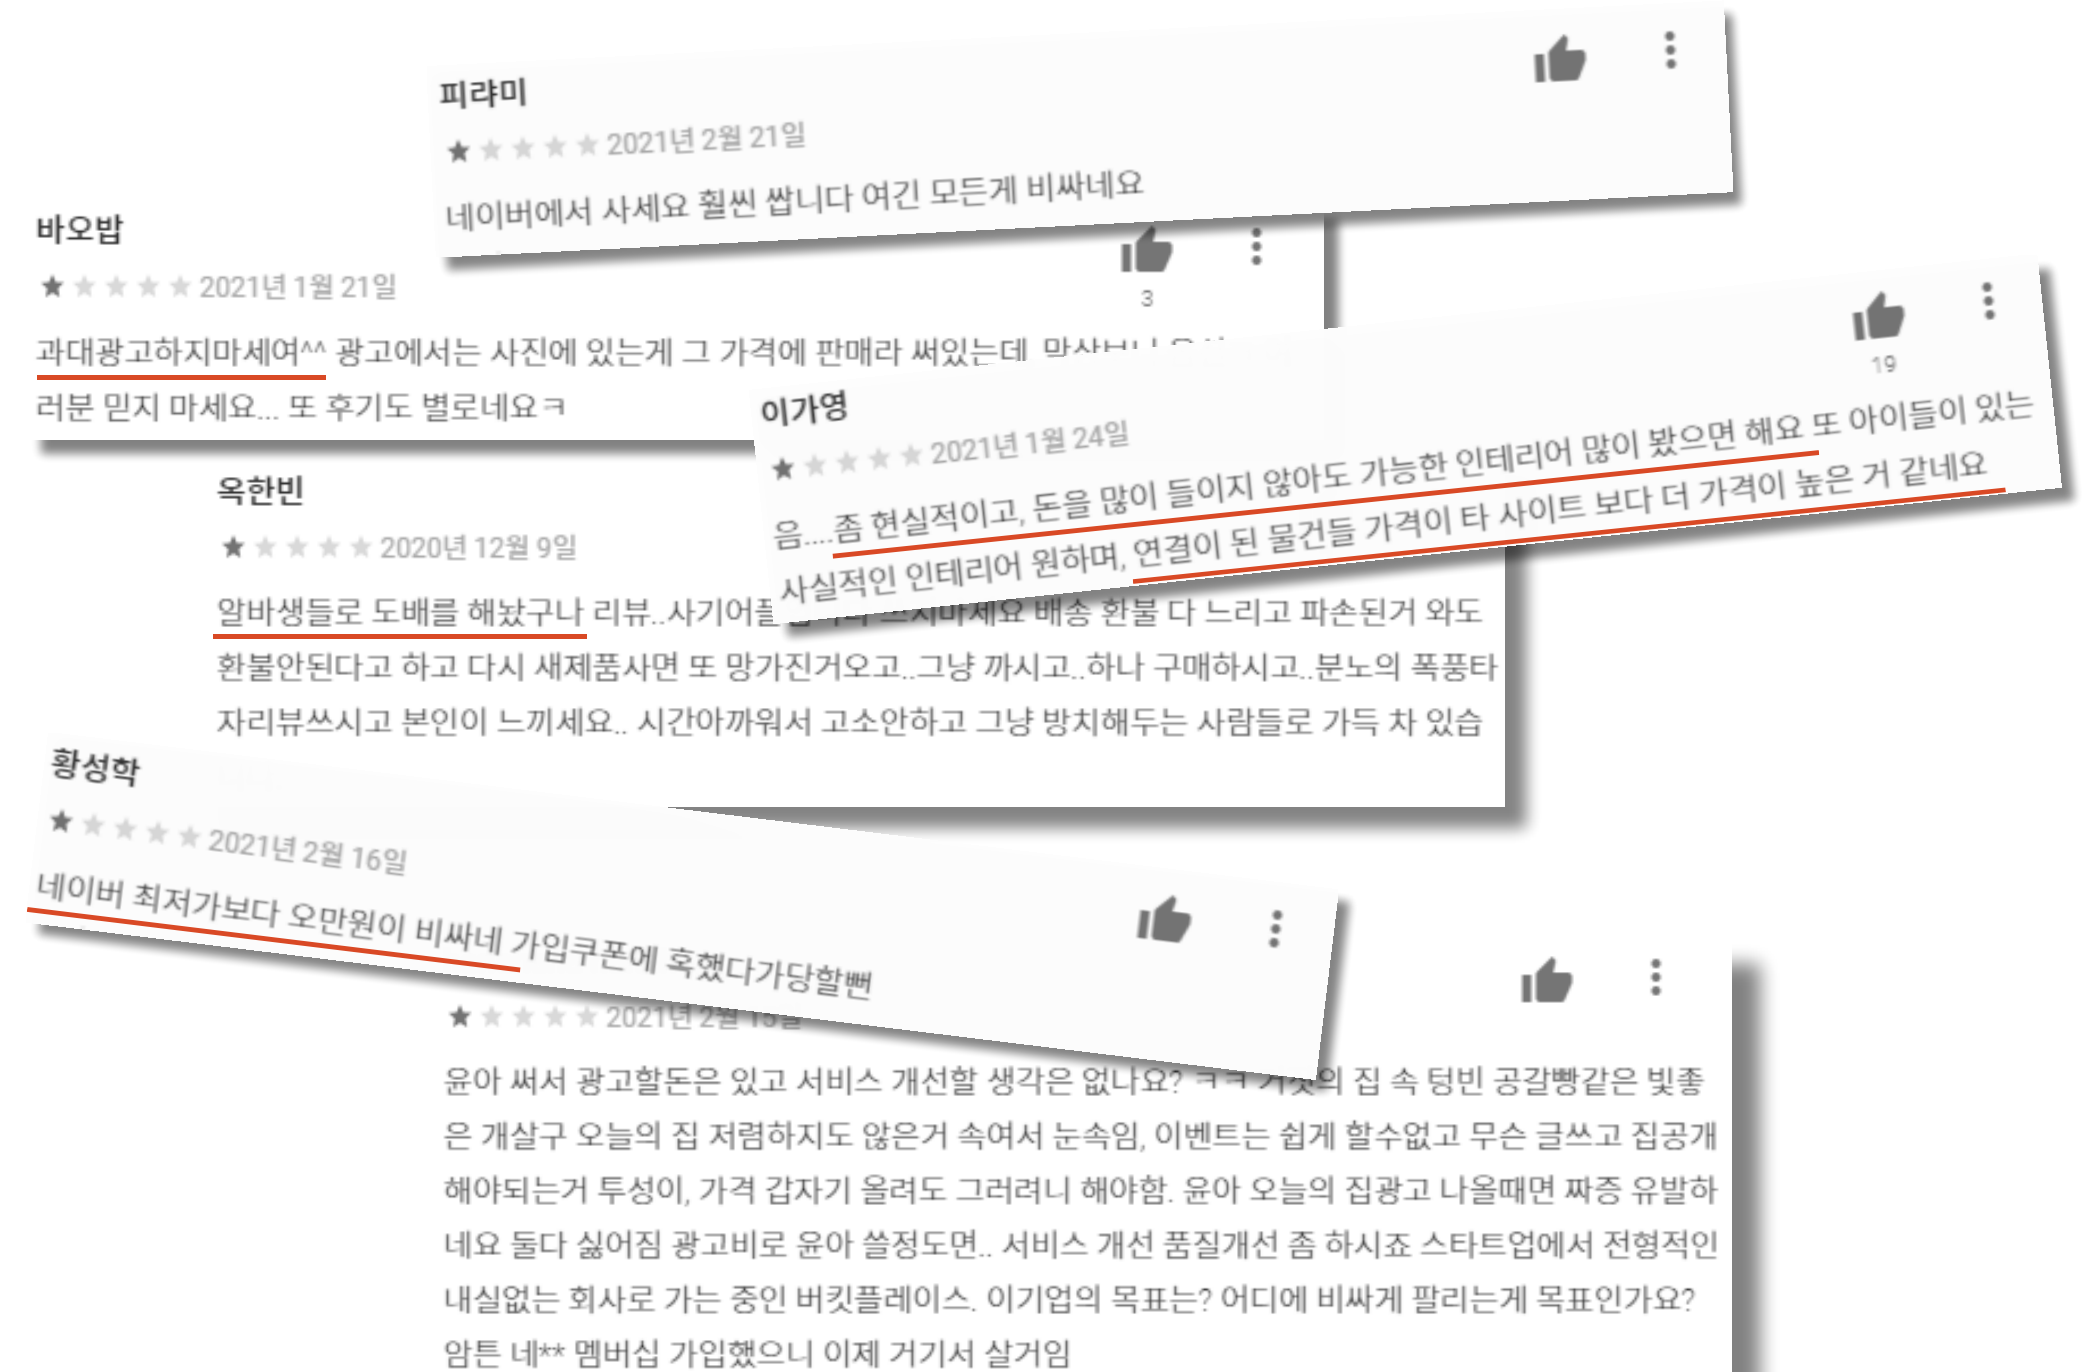 피랴미
2021년 2월 21일
네이버에서 사세요 훨씬 쌉니다 여긴 모든게 비싸네요
바오밥
2021년 1월 21일
3
과대광고하지마세여^^ 광고에서는 사진에 있는게 그 가격에 판매라 써있는데
러분 믿지 마세요... 또 후기도 별로네요ㅋ
이가영
2021년 1월 24일
19
음....좀 현실적이고, 돈을 많이 들이지 않아도 가능한 인테리어 많이 봤으면 해요 또 아이들이 있는
사실적인 인테리어 원하며, 연결이 된 물건들 가격이 타 사이트 보다 더 가격이 높은 거 같네요
옥한빈
2020년 12월 9일
알바생들로 도배를 해놨구나 리뷰..사기어플 쓰지마세요 배송 환불 다 느리고 파손된거 와도
환불안된다고 하고 다시 새제품사면 또 망가진거오고..그냥 까시고..하나 구매하시고..분노의 폭풍타
자리뷰쓰시고 본인이 느끼세요.. 시간아까워서 고소안하고 그냥 방치해두는 사람들로 가득 차 있습
황성학
2021년 2월 16일
네이버 최저가보다 오만원이 비싸네 가입쿠폰에 혹했다가당할뻔
2021년 2월 15일
윤아 써서 광고할돈은 있고 서비스 개선할 생각은 없나요? ㅋㅋ 거짓의 집 속 텅빈 공갈빵같은 빛좋
은 개살구 오늘의 집 저렴하지도 않은거 속여서 눈속임, 이벤트는 쉽게 할수없고 무슨 글쓰고 집공개
해야되는거 투성이, 가격 갑자기 올려도 그러려니 해야함. 윤아 오늘의 집광고 나올때면 짜증 유발하
네요 둘다 싫어짐 광고비로 윤아 쓸정도면.. 서비스 개선 품질개선 좀 하시죠 스타트업에서 전형적인
내실없는 회사로 가는 중인 버킷플레이스. 이기업의 목표는? 어디에 비싸게 팔리는게 목표인가요?
암튼 네** 멤버십 가입했으니 이제 거기서 살거임